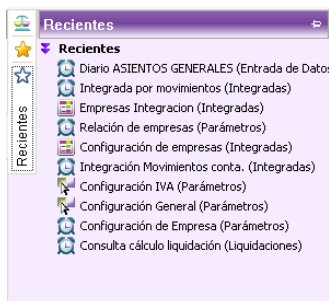 Recientes
Recientes
Diario ASIENTOS GENERALES (Entrada de Datos
Integrada por movimientos (Integradas)
Empresas Integracion (Integradas)
Relación de empresas (Parámetros)
Configuración de empresas (Integradas)
Integración Movimientos conta. (Integradas)
Configuración IVA (Parámetros)
Configuración General (Parámetros)
Configuración de Empresa (Parámetros)
Consulta cálculo liquidación (Liquidaciones)
Recientes